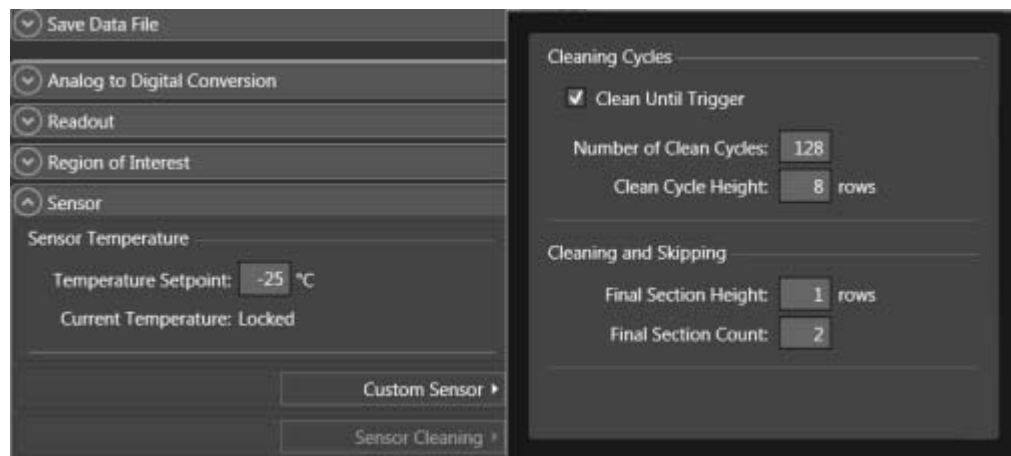 Save Data File
Analog to Digital Conversion
Readout
Region of Interest
Sensor
Sensor Temperature
Temperature Setpoint: -25 °C
Current Temperature: Locked
Custom Sensor
Sensor Cleaning
Cleaning Cycles
Clean Until Trigger
Number of Clean Cycles: 128
Clean Cycle Height: 8 rows
Cleaning and Skipping
Final Section Height: 1 rows
Final Section Count: 2